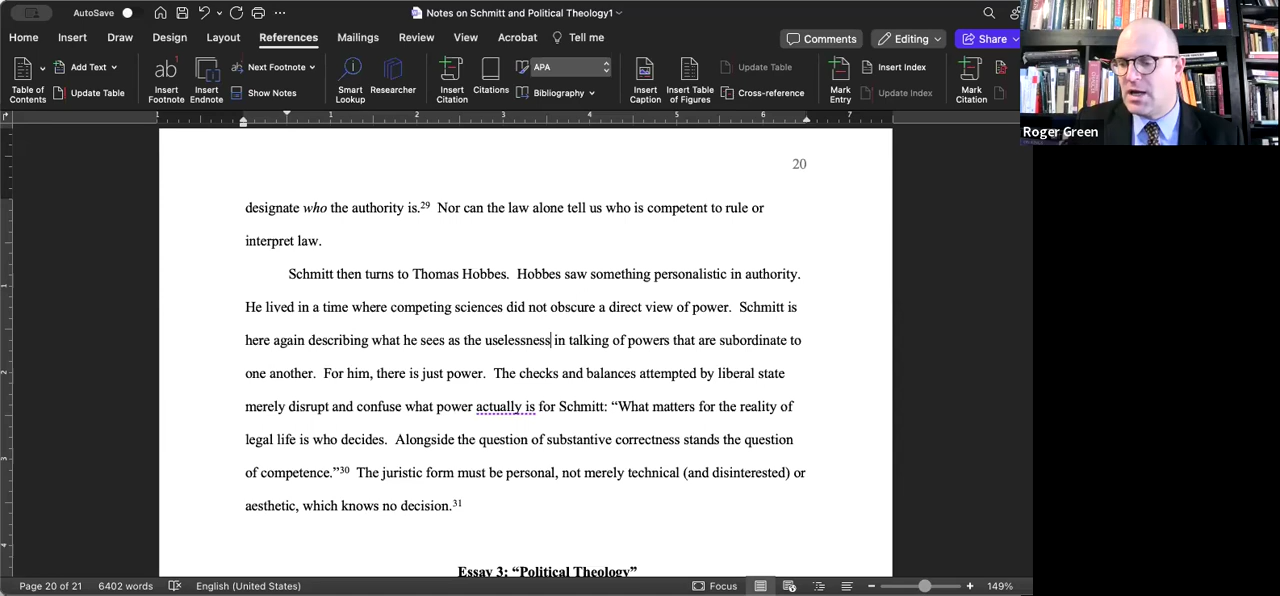 AutoSave
Notes on Schmitt and Political Theology1
Home Insert Draw Design Layout References Mailings Review View Acrobat Tell me
Comments Editing Share
Table of Contents
Add Text
Update Table
ab
Insert Footnote
Insert Endnote
ab Next Footnote
Show Notes
Smart Lookup
Researcher
Insert Citation
Citations
APA
Bibliography
Insert Caption
Insert Table of Figures
Update Table
Cross-reference
Mark Entry
Insert Index
Update Index
Mark Citation
1 1 2 3 4 5 6 7
Roger Green
20
designate who the authority is.29 Nor can the law alone tell us who is competent to rule or
interpret law.
Schmitt then turns to Thomas Hobbes. Hobbes saw something personalistic in authority.
He lived in a time where competing sciences did not obscure a direct view of power. Schmitt is
here again describing what he sees as the uselessness in talking of powers that are subordinate to
one another. For him, there is just power. The checks and balances attempted by liberal state
merely disrupt and confuse what power actually is for Schmitt: “What matters for the reality of
legal life is who decides. Alongside the question of substantive correctness stands the question
of competence.”30 The juristic form must be personal, not merely technical (and disinterested) or
aesthetic, which knows no decision.31
Essay 3: “Political Theology”
Page 20 of 21 6402 words English (United States) Focus 149%